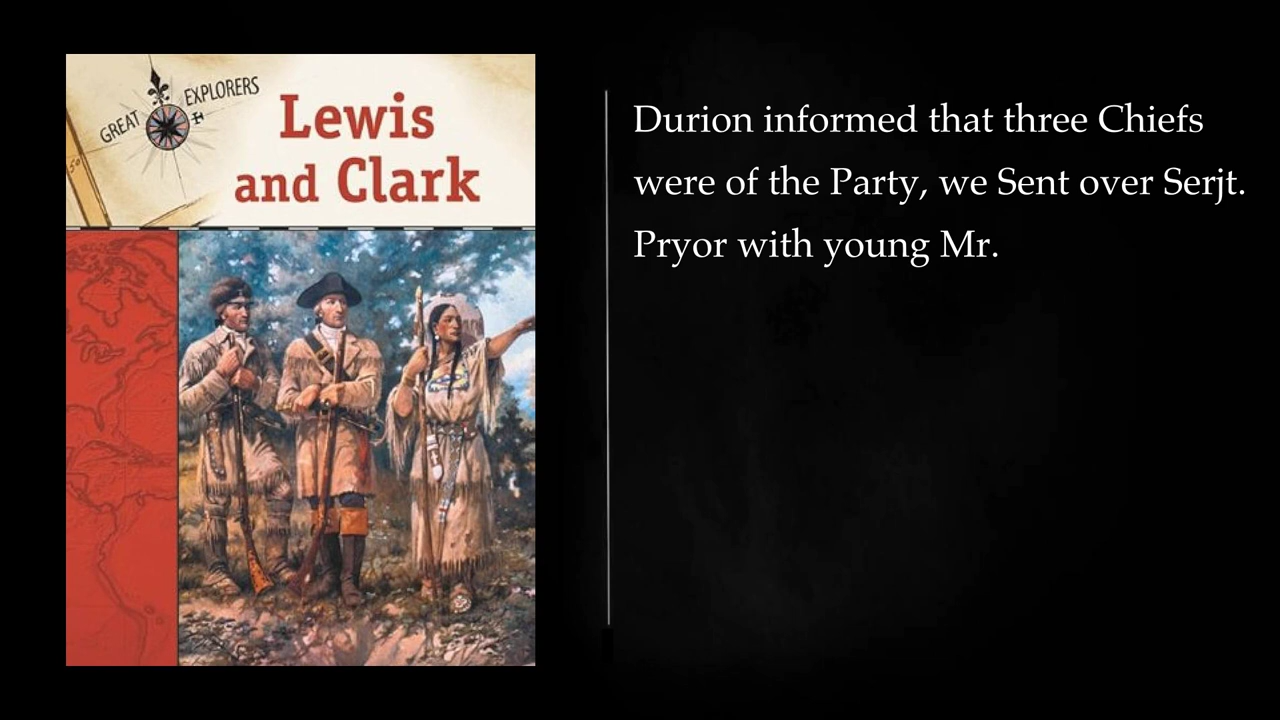 GREAT EXPLORERS
Lewis
and Clark
50
Durion informed that three Chiefs
were of the Party, we Sent over Serjt.
Pryor with young Mr.